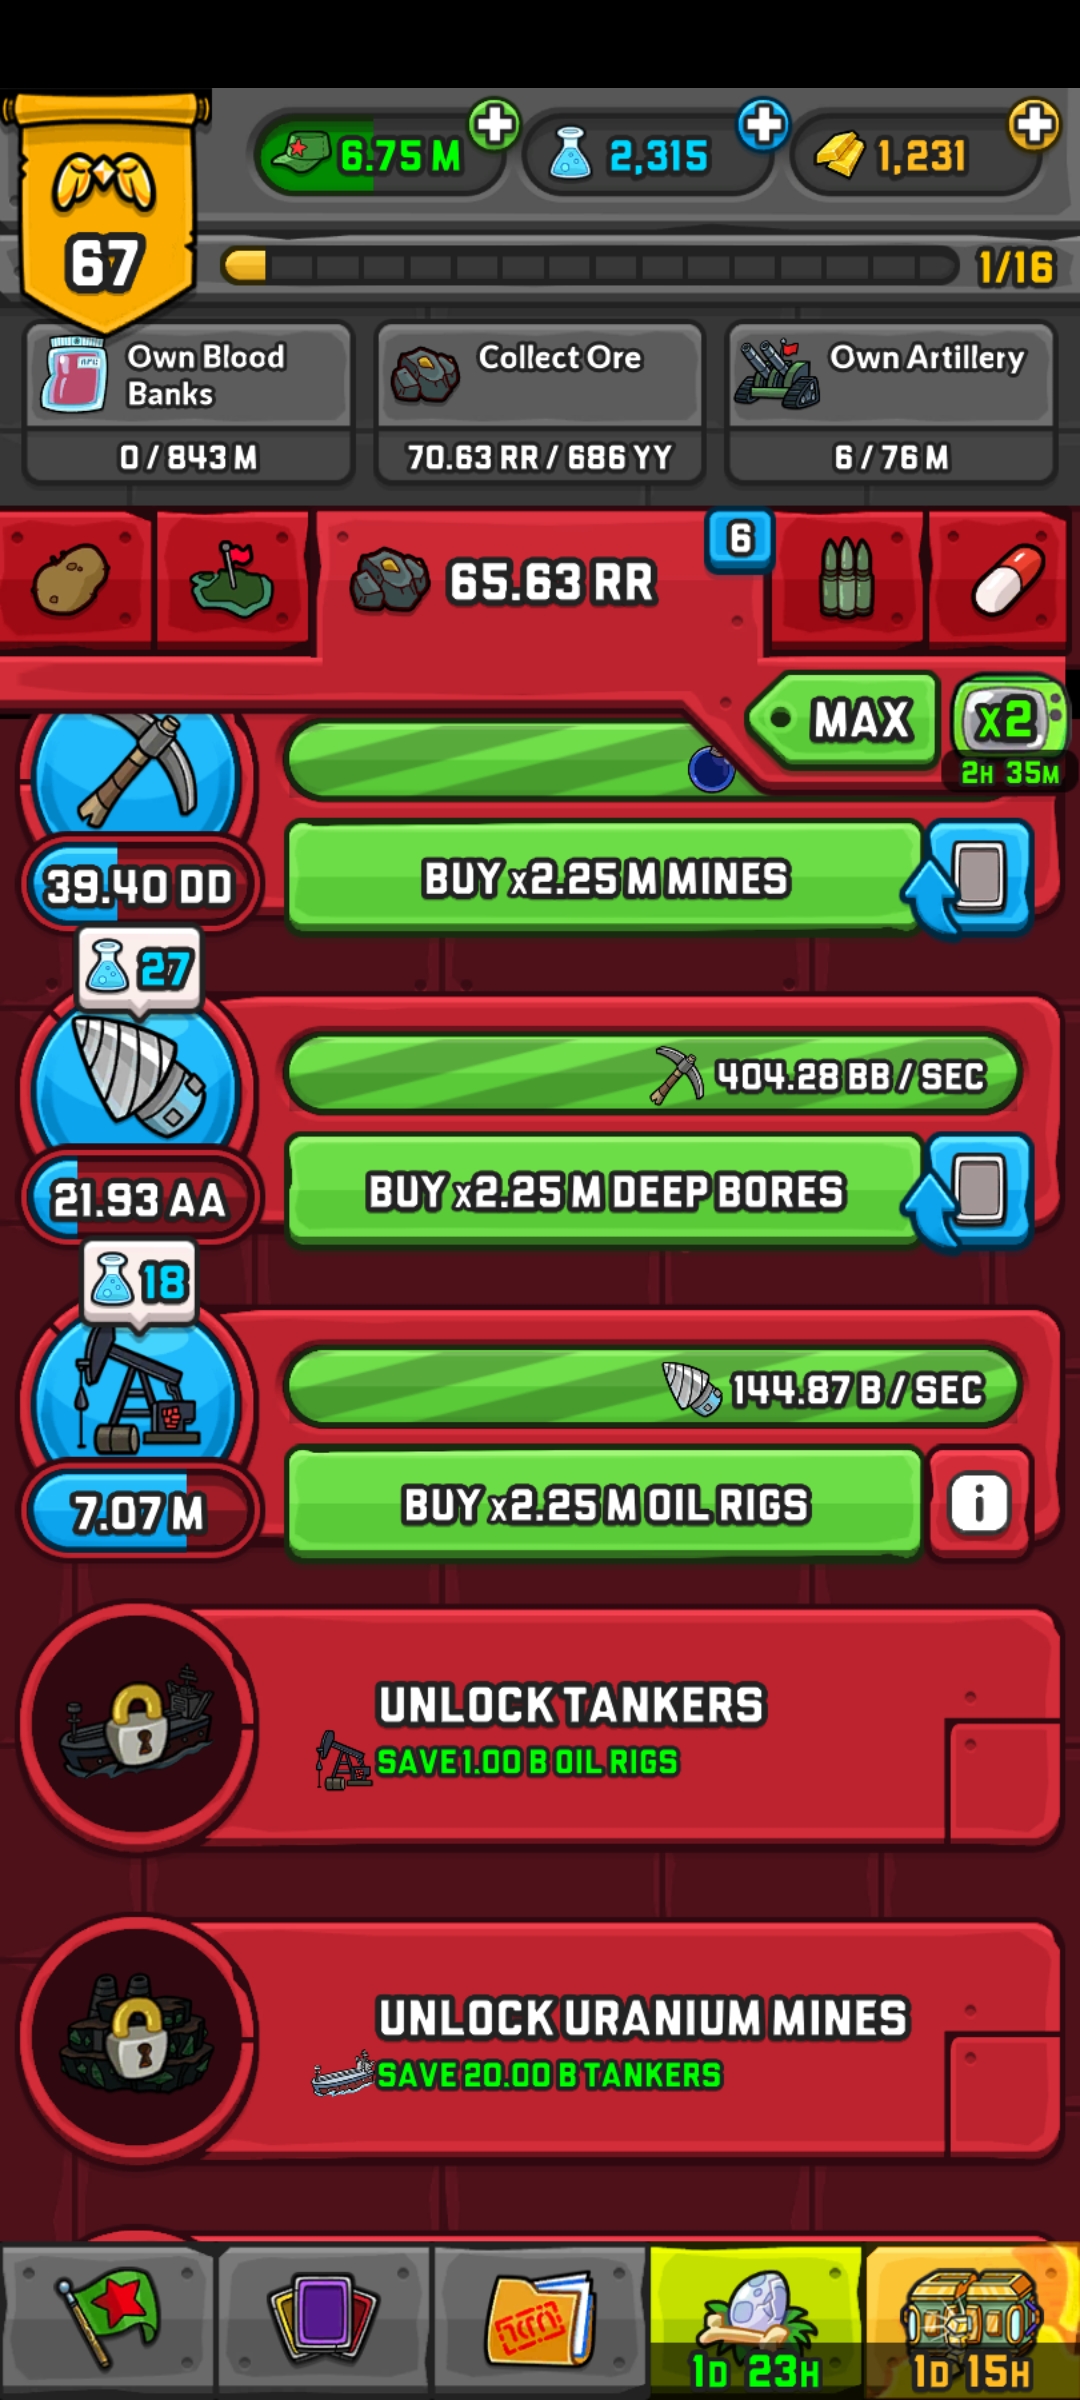 6.75 M
2,315
1,231
67
1/16
Own Blood
Banks
0 / 843 M
Collect Ore
70.63 RR / 686 YY
Own Artillery
6 / 76 M
65.63 RR
6
MAX
x2
2H 35M
39.40 DD
BUY x2.25 M MINES
27
404.28 BB / SEC
21.93 AA
BUY x2.25 M DEEP BORES
18
144.87 B / SEC
7.07 M
BUY x2.25 M OIL RIGS
i
UNLOCK TANKERS
SAVE 1.00 B OIL RIGS
UNLOCK URANIUM MINES
SAVE 20.00 B TANKERS
1D 23H
1D 15H